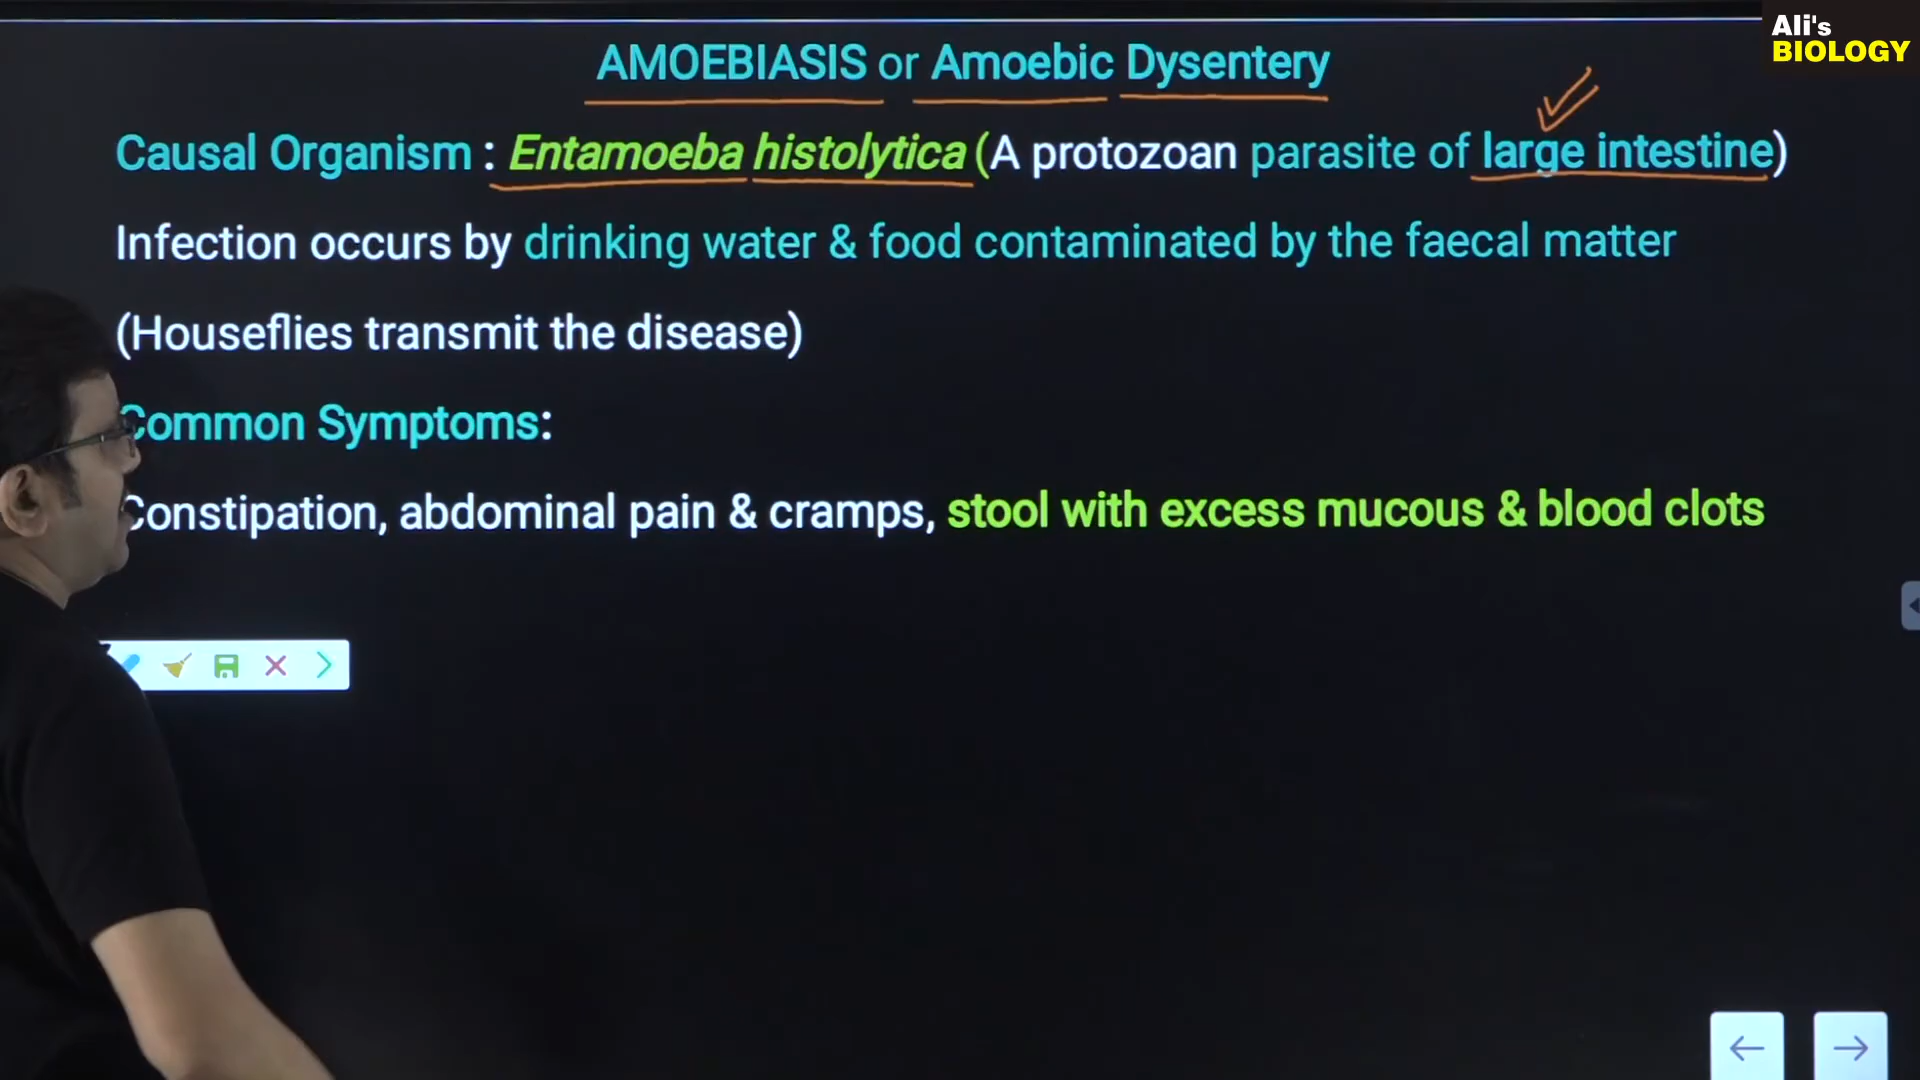 Ali's
BIOLOGY
AMOEBIASIS or Amoebic Dysentery
Causal Organism : Entamoeba histolytica (A protozoan parasite of large intestine)
Infection occurs by drinking water & food contaminated by the faecal matter
(Houseflies transmit the disease)
Common Symptoms:
Constipation, abdominal pain & cramps, stool with excess mucous & blood clots